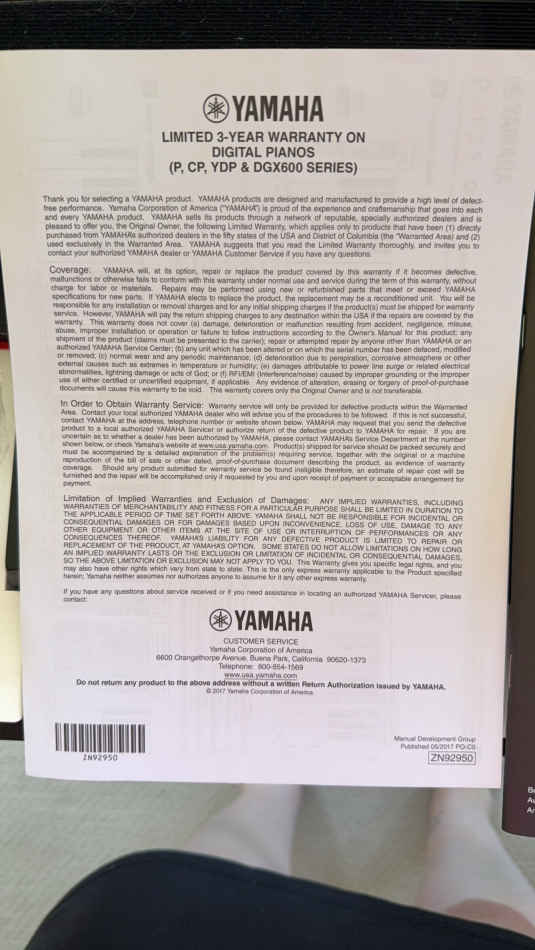 YAMAHA
LIMITED 3-YEAR WARRANTY ON
DIGITAL PIANOS
(P, CP, YDP & DGX600 SERIES)
Thank you for selecting a YAMAHA product. YAMAHA products are designed and manufactured to provide a high level of defect-
free performance. Yamaha Corporation of America ("YAMAHA") is proud of the experience and craftsmanship that goes into each
and every YAMAHA product. YAMAHA sells its products through a network of reputable, specially authorized dealers and is
pleased to offer you, the Original Owner, the following Limited Warranty, which applies only to products that have been (1) directly
purchased from YAMAHA's authorized dealers in the fifty states of the USA and District of Columbia (the "Warranted Area) and (2)
used exclusively in the Warranted Area. YAMAHA suggests that you read the Limited Warranty thoroughly, and invites you to
contact your authorized YAMAHA dealer or YAMAHA Customer Service if you have any questions.
Coverage: YAMAHA will, at its option, repair or replace the product covered by this warranty if it becomes defective,
malfunctions or otherwise fails to conform with this warranty under normal use and service during the term of this warranty, without
charge for labor or materials. Repairs may be performed using new or refurbished parts that meet or exceed YAMAHA
specifications for new parts. If YAMAHA elects to replace the product, the replacement may be a reconditioned unit. You will be
responsible for any installation or removal charges and for any initial shipping charges if the product(s) must be shipped for warranty
service. However, YAMAHA will pay the return shipping charges to any destination within the USA if the repairs are covered by the
warranty. This warranty does not cover (a) damage, deterioration or malfunction resulting from accident, negligence, misuse,
abuse, improper installation or operation or failure to follow instructions according to the Owner's Manual for this product; any
shipment of the product (claims must be presented to the carrier); repair or attempted repair by anyone other than YAMAHA or an
authorized YAMAHA Service Center; (b) any unit which has been altered or on which the serial number has been defaced, modified
or removed; (c) normal wear and any periodic maintenance; (d) deterioration due to perspiration, corrosive atmosphere or other
external causes such as extremes in temperature or humidity; (e) damages attributable to power line surge or related electrical
abnormalities, lightning damage or acts of God; or (f) RFI/EMI (Interference/noise) caused by improper grounding or the improper
use of either certified or uncertified equipment, if applicable. Any evidence of alteration, erasing or forgery of proof-of-purchase
documents will cause this warranty to be void. This warranty covers only the Original Owner and is not transferable.
In Order to Obtain Warranty Service: Warranty service will only be provided for defective products within the Warranted
Area. Contact your local authorized YAMAHA dealer who will advise you of the procedures to be followed. If this is not successful,
contact YAMAHA at the address, telephone number or website shown below. YAMAHA may request that you send the defective
product to a local authorized YAMAHA Servicer or authorize return of the defective product to YAMAHA for repair. If you are
uncertain as to whether a dealer has been authorized by YAMAHA, please contact YAMAHA's Service Department at the number
shown below, or check Yamaha's website at www.usa.yamaha.com. Product(s) shipped for service should be packed securely and
must be accompanied by a detailed explanation of the problem(s) requiring service, together with the original or a machine
reproduction of the bill of sale or other dated, proof-of-purchase document describing the product, as evidence of warranty
coverage. Should any product submitted for warranty service be found ineligible therefore, an estimate of repair cost will be
furnished and the repair will be accomplished only if requested by you and upon receipt of payment or acceptable arrangement for
payment.
Limitation of Implied Warranties and Exclusion of Damages: ANY IMPLIED WARRANTIES, INCLUDING
WARRANTIES OF MERCHANTABILITY AND FITNESS FOR A PARTICULAR PURPOSE SHALL BE LIMITED IN DURATION TO
THE APPLICABLE PERIOD OF TIME SET FORTH ABOVE. YAMAHA SHALL NOT BE RESPONSIBLE FOR INCIDENTAL OR
CONSEQUENTIAL DAMAGES OR FOR DAMAGES BASED UPON INCONVENIENCE, LOSS OF USE, DAMAGE TO ANY
OTHER EQUIPMENT OR OTHER ITEMS AT THE SITE OF USE OR INTERRUPTION OF PERFORMANCES OR ANY
CONSEQUENCES THEREOF. YAMAHA'S LIABILITY FOR ANY DEFECTIVE PRODUCT IS LIMITED TO REPAIR OR
REPLACEMENT OF THE PRODUCT, AT YAMAHA'S OPTION. SOME STATES DO NOT ALLOW LIMITATIONS ON HOW LONG
AN IMPLIED WARRANTY LASTS OR THE EXCLUSION OR LIMITATION OF INCIDENTAL OR CONSEQUENTIAL DAMAGES,
SO THE ABOVE LIMITATION OR EXCLUSION MAY NOT APPLY TO YOU. This Warranty gives you specific legal rights, and you
may also have other rights which vary from state to state. This is the only express warranty applicable to the Product specified
herein; Yamaha neither assumes nor authorizes anyone to assume for it any other express warranty.
If you have any questions about service received or if you need assistance in locating an authorized YAMAHA Servicer, please
contact:
YAMAHA
CUSTOMER SERVICE
Yamaha Corporation of America
6600 Orangethorpe Avenue, Buena Park, California 90620-1373
Telephone: 800-854-1569
www.usa.yamaha.com
Do not return any product to the above address without a written Return Authorization issued by YAMAHA.
© 2017 Yamaha Corporation of America.
ZN92950
Manual Development Group
Published 05/2017 PO-C0
ZN92950